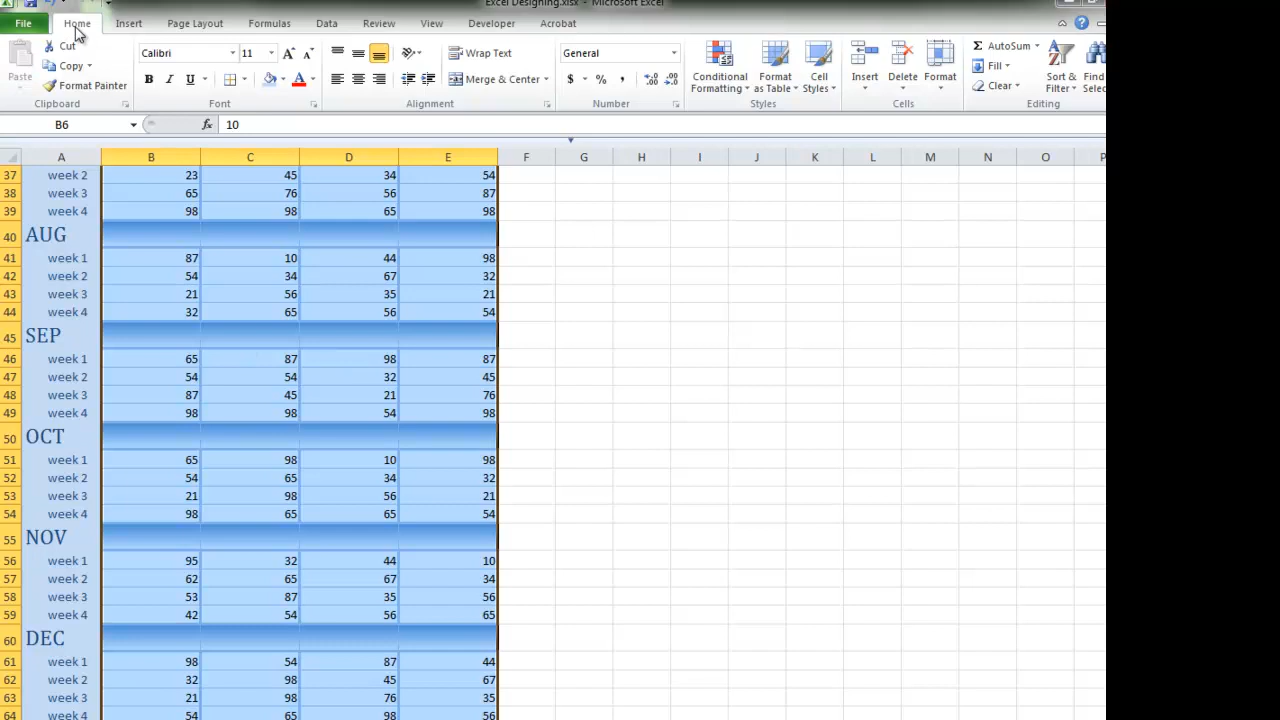 Excel Designing.xlsx - Microsoft Excel
File Home Insert Page Layout Formulas Data Review View Developer Acrobat
Paste Cut Copy Format Painter Clipboard
Calibri 11 A A B I U A Font
Wrap Text Merge & Center Alignment
General $ % , Number
Conditional Formatting Format as Table Cell Styles Styles
Insert Delete Format Cells
Σ AutoSum Fill Clear Sort & Filter Editing
B6 fx 10
A B C D E F G H I J K L M N O P
37 week 2 23 45 34 54
38 week 3 65 76 56 87
39 week 4 98 98 65 98
40 AUG
41 week 1 87 10 44 98
42 week 2 54 34 67 32
43 week 3 21 56 35 21
44 week 4 32 65 56 54
45 SEP
46 week 1 65 87 98 87
47 week 2 54 54 32 45
48 week 3 87 45 21 76
49 week 4 98 98 54 98
50 OCT
51 week 1 65 98 10 98
52 week 2 54 65 34 32
53 week 3 21 98 56 21
54 week 4 98 65 65 54
55 NOV
56 week 1 95 32 44 10
57 week 2 62 65 67 34
58 week 3 53 87 35 56
59 week 4 42 54 56 65
60 DEC
61 week 1 98 54 87 44
62 week 2 32 98 45 67
63 week 3 21 98 76 35
64 week 4 54 65 98 56